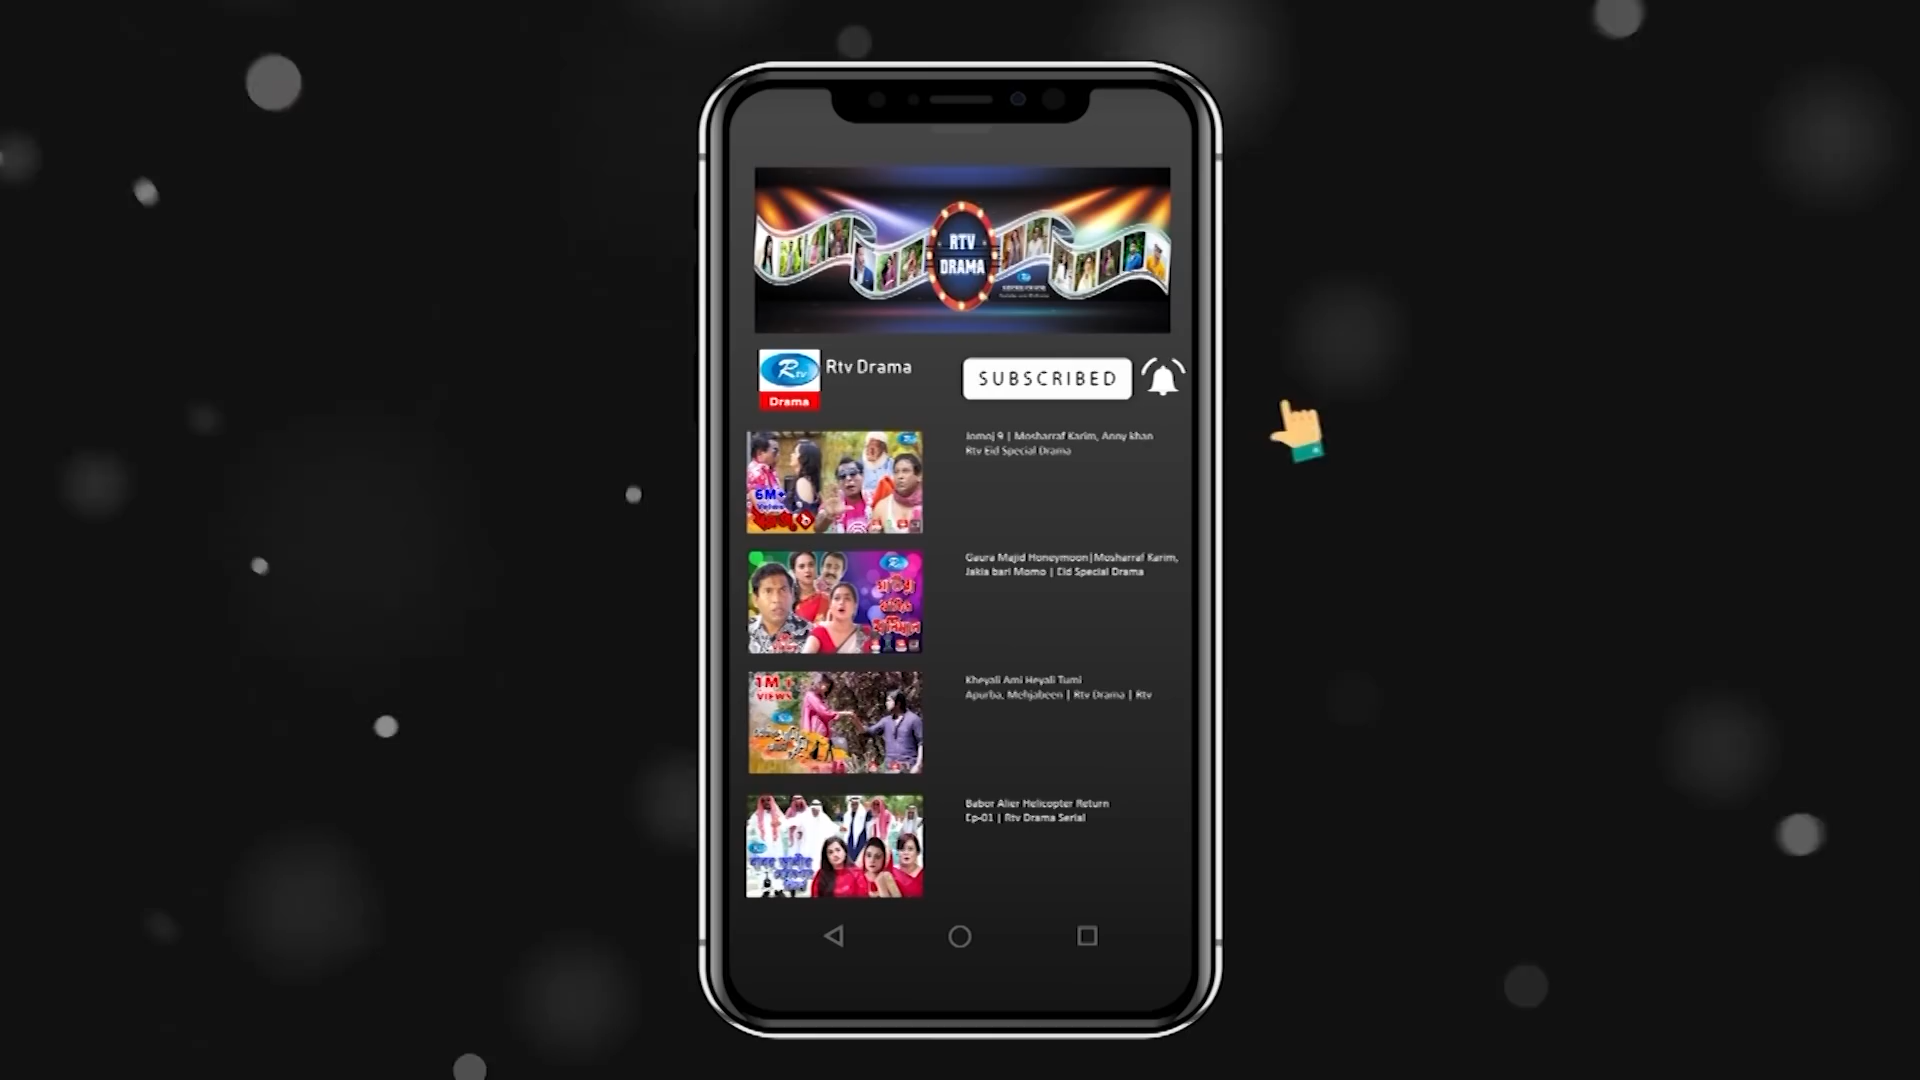 RTV
DRAMA
Rtv
Drama
Rtv Drama
SUBSCRIBED
Jomoj 9 | Mosharraf Karim, Anny khan
Rtv Eid Special Drama
6M+
Views
Gaura Majid Honeymoon|Mosharraf Karim,
Jakia bari Momo | Eid Special Drama
1M +
VIEWS
Kheyali Ami Heyali Tumi
Apurba, Mehjabeen | Rtv Drama | Rtv
Babor Alier Helicopter Return
Ep-01 | Rtv Drama Serial